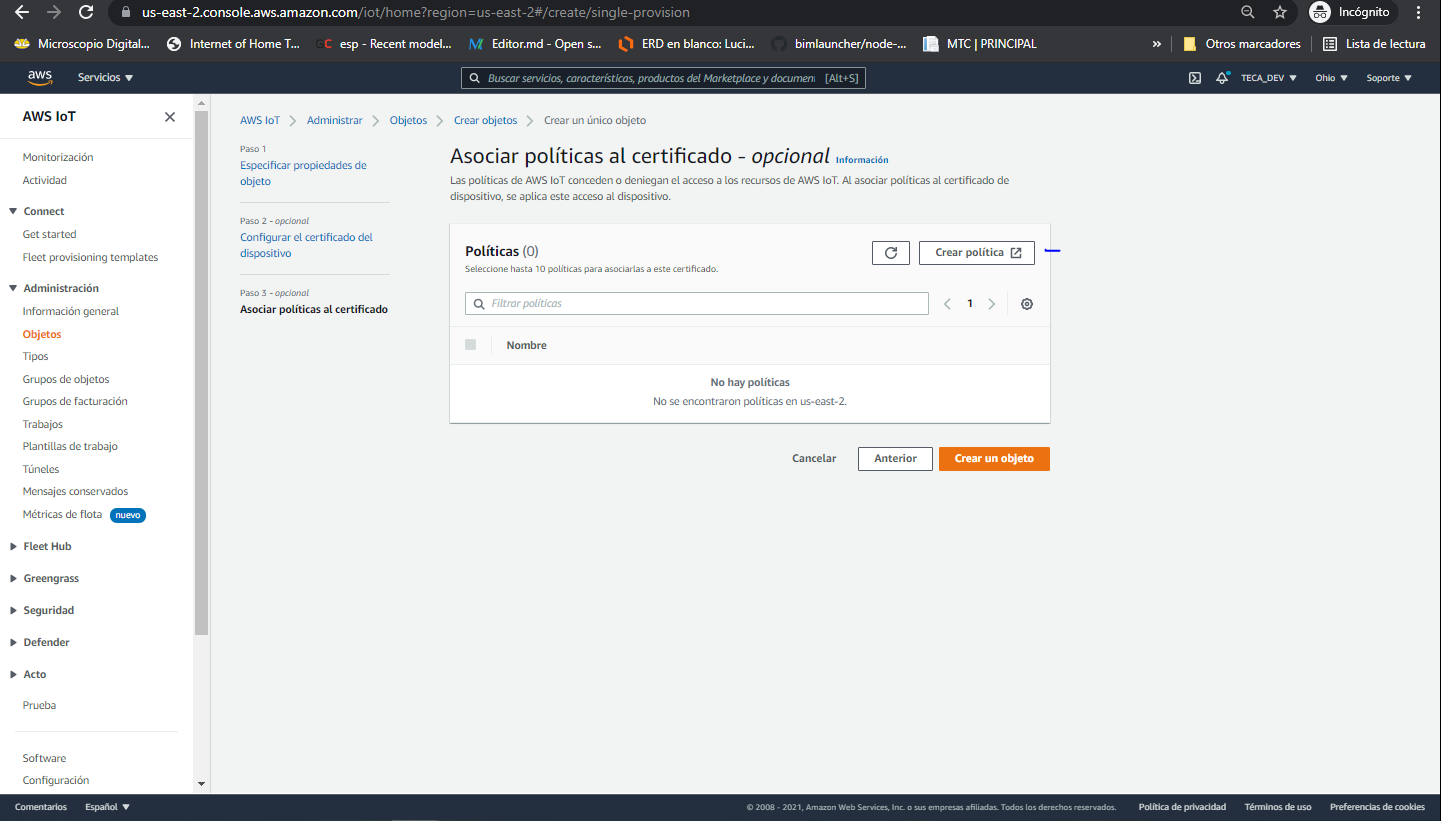 us-east-2.console.aws.amazon.com/iot/home?region=us-east-2#/create/single-provision
Incógnito
Microscopio Digital...
Internet of Home T...
GC esp - Recent model...
Editor.md - Open s...
ERD en blanco: Luci...
bimlauncher/node-...
MTC | PRINCIPAL
»
Otros marcadores
Lista de lectura
aws
Servicios
Buscar servicios, características, productos del Marketplace y documen
[Alt+S]
TECA_DEV
Ohio
Soporte
AWS IoT
Monitorización
Actividad
Connect
Get started
Fleet provisioning templates
Administración
Información general
Objetos
Tipos
Grupos de objetos
Grupos de facturación
Trabajos
Plantillas de trabajo
Túneles
Mensajes conservados
Métricas de flota nuevo
Fleet Hub
Greengrass
Seguridad
Defender
Acto
Prueba
Software
Configuración
AWS IoT > Administrar > Objetos > Crear objetos > Crear un único objeto
Paso 1
Especificar propiedades de
objeto
Paso 2 - opcional
Configurar el certificado del
dispositivo
Paso 3 - opcional
Asociar políticas al certificado
Asociar políticas al certificado - opcional Información
Las políticas de AWS IoT conceden o deniegan el acceso a los recursos de AWS IoT. Al asociar políticas al certificado de
dispositivo, se aplica este acceso al dispositivo.
Políticas (0)
Seleccione hasta 10 políticas para asociarlas a este certificado.
Crear política
Filtrar políticas
1
Nombre
No hay políticas
No se encontraron políticas en us-east-2.
Cancelar
Anterior
Crear un objeto
Comentarios
Español
© 2008 - 2021, Amazon Web Services, Inc. o sus empresas afiliadas. Todos los derechos reservados.
Política de privacidad
Términos de uso
Preferencias de cookies